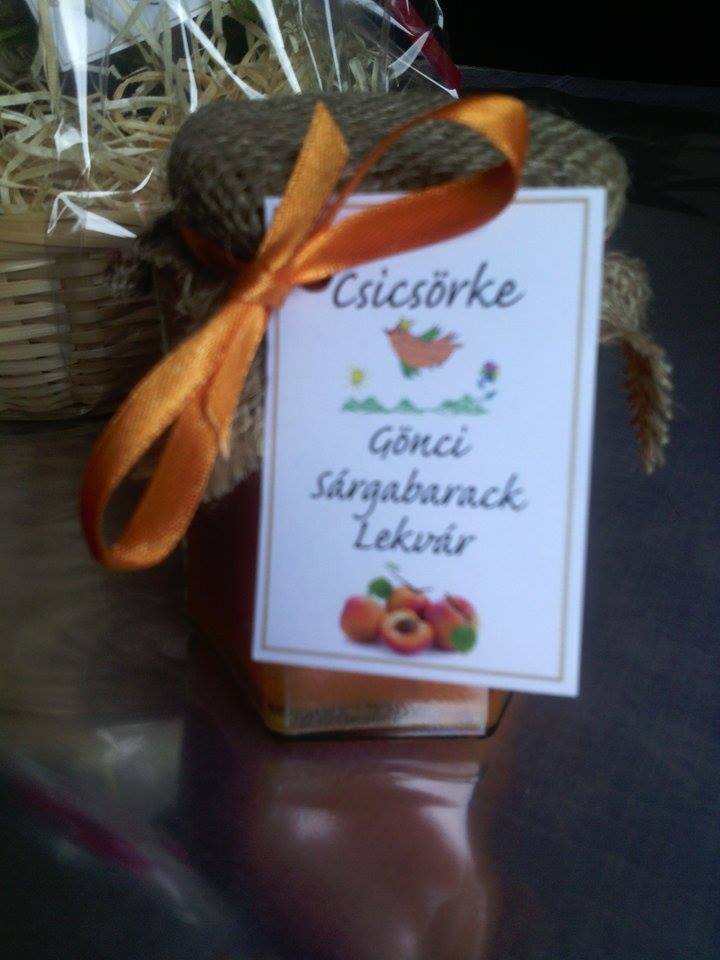 Csicsörke
Gönci
Sárgabarack
Lekvár